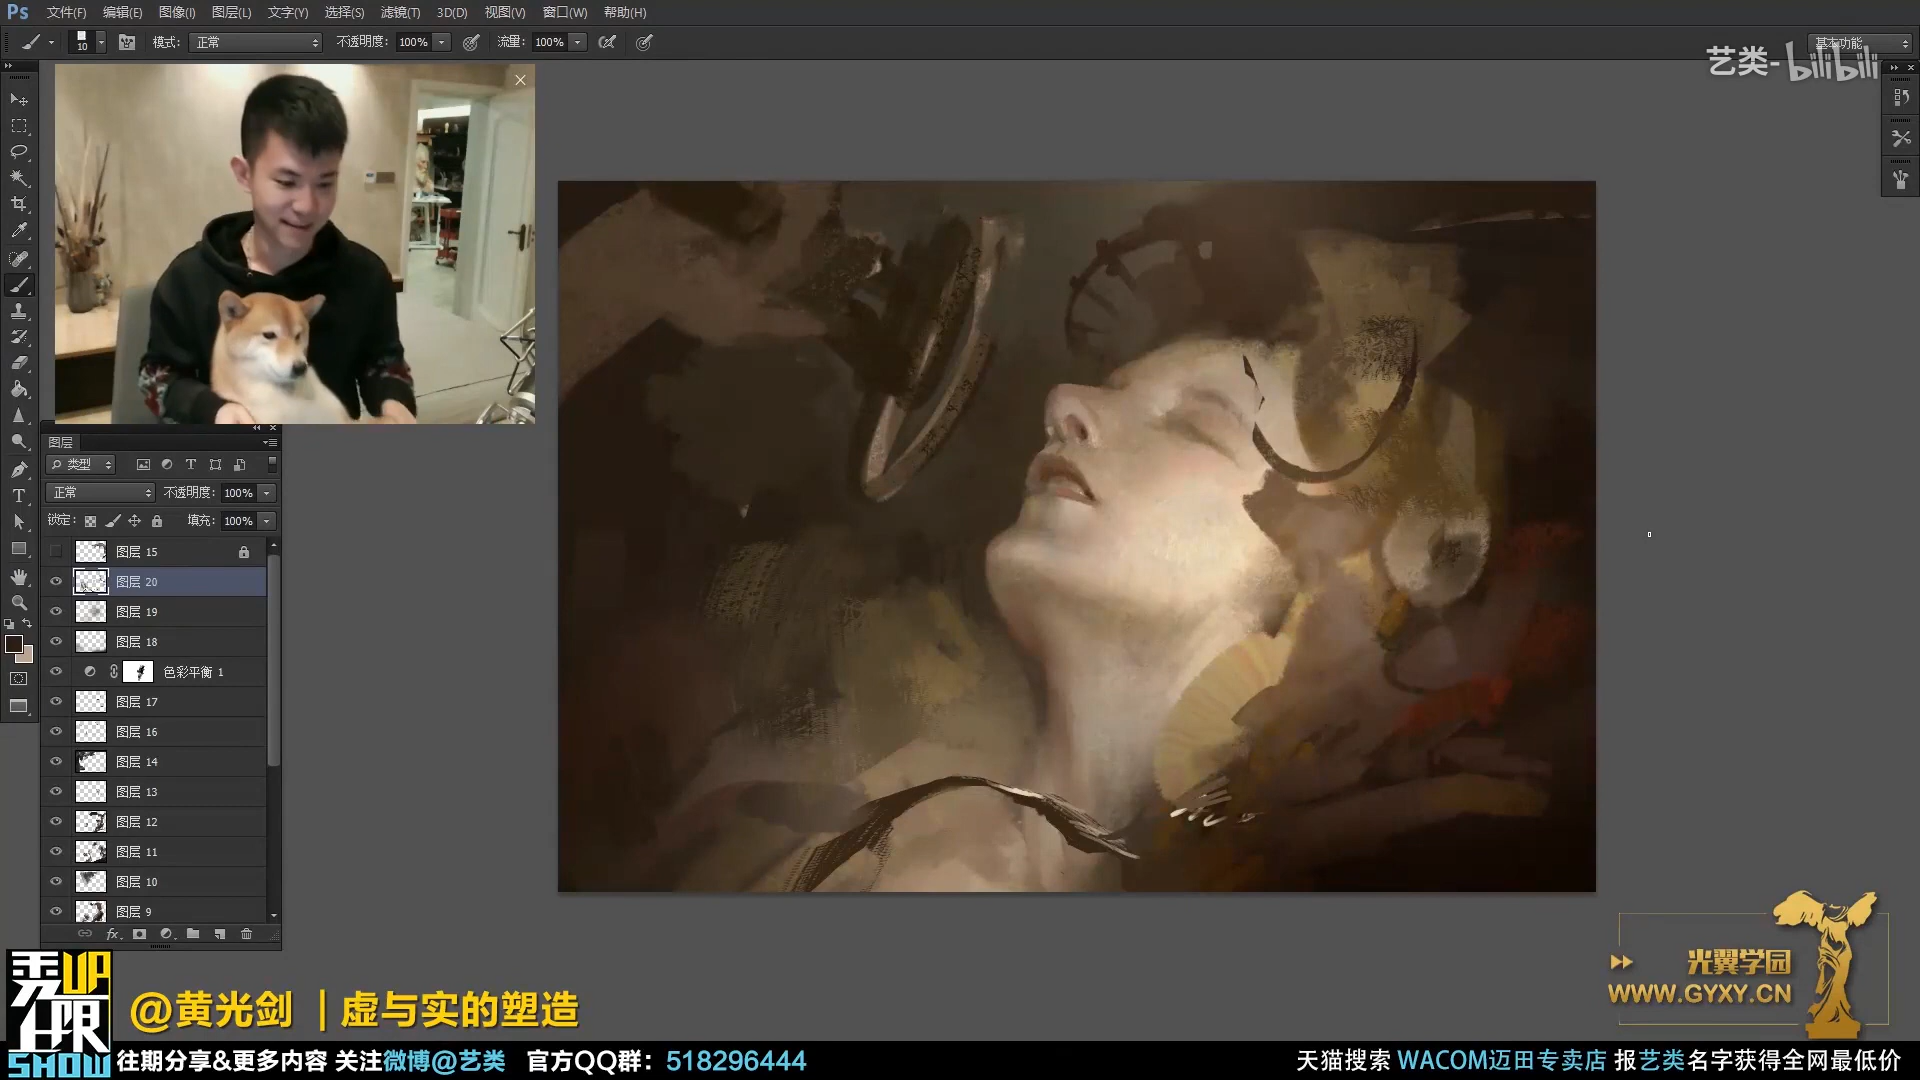 Ps 文件(F) 编辑(E) 图像(I) 图层(L) 文字(Y) 选择(S) 滤镜(T) 3D(D) 视图(V) 窗口(W) 帮助(H)
10 模式: 正常 不透明度: 100% 流量: 100% 基本功能
艺类-bilibili
图层
类型
正常 不透明度: 100%
锁定: 填充: 100%
图层 15
图层 20
图层 19
图层 18
色彩平衡 1
图层 17
图层 16
图层 14
图层 13
图层 12
图层 11
图层 10
图层 9
光翼学园
WWW.GYXY.CN
UP
SHOW
@黄光剑 | 虚与实的塑造
往期分享&更多内容 关注微博@艺类 官方QQ群: 518296444
天猫搜索 WACOM迈田专卖店 报艺类名字获得全网最低价